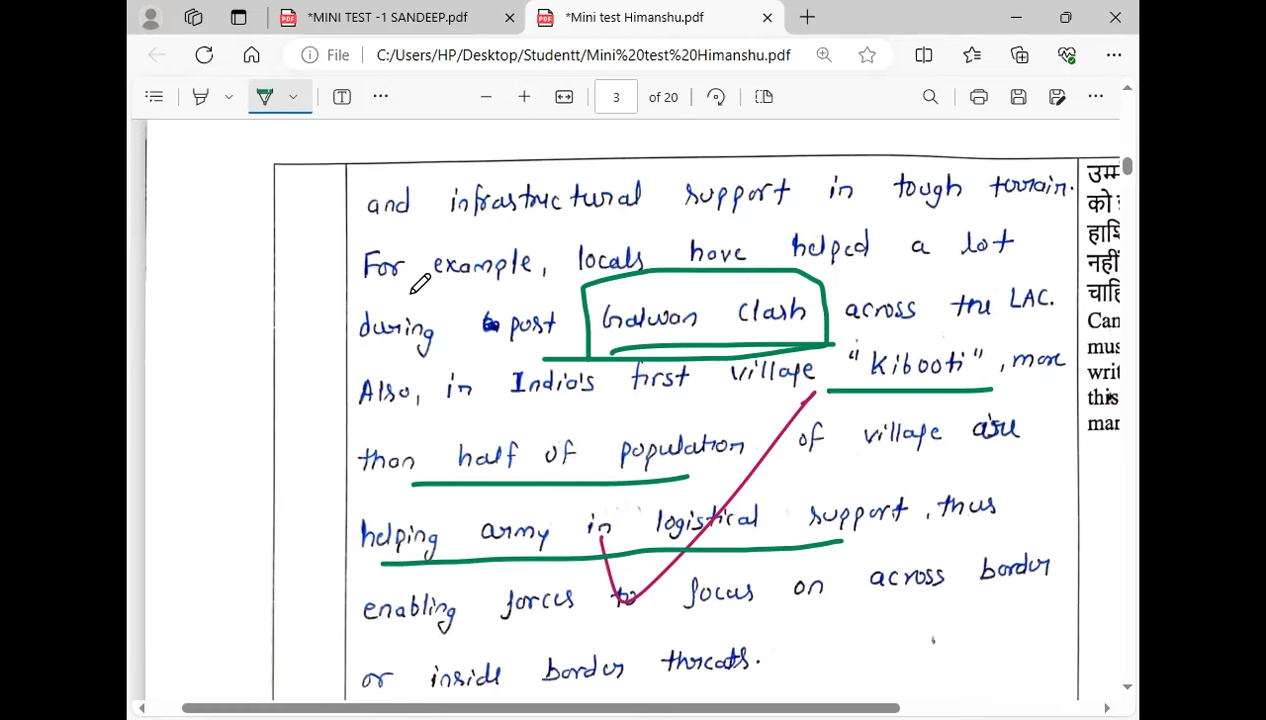 *MINI TEST -1 SANDEEP.pdf
*Mini test Himanshu.pdf
File
C:/Users/HP/Desktop/Studentt/Mini%20test%20Himanshu.pdf
3 of 20
and infrastructural support in tough terrain.
For example, locals have helped a lot
during post Galwan Clash across the LAC.
Also, in India's first village "Kibooti", more
than half of population of village are
helping army in logistical support, thus
enabling forces to focus on across border
or inside border threats.
उम्म
को ह
हाशि
नहीं
चाहि
Can
mus
writ
this
mar